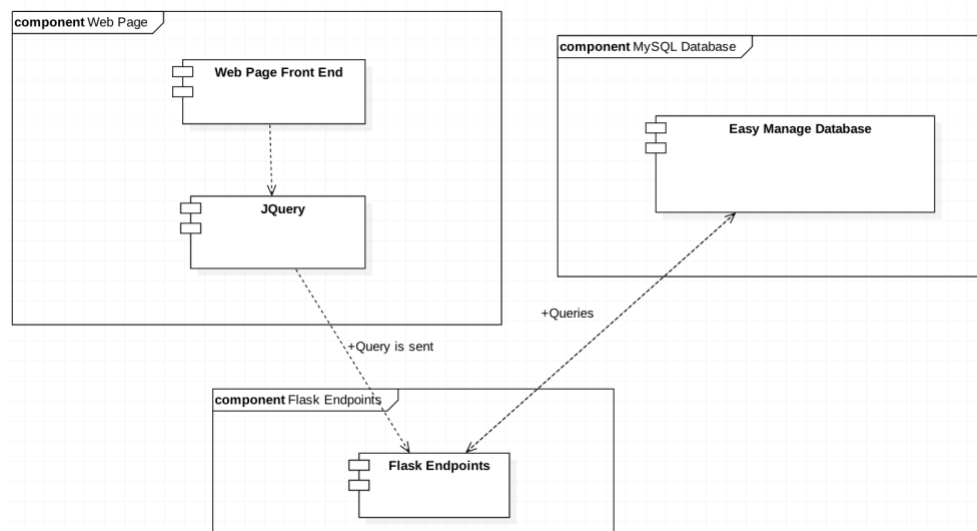 component Web Page
Web Page Front End
JQuery
component MySQL Database
Easy Manage Database
+Queries
+Query is sent
component Flask Endpoints
Flask Endpoints